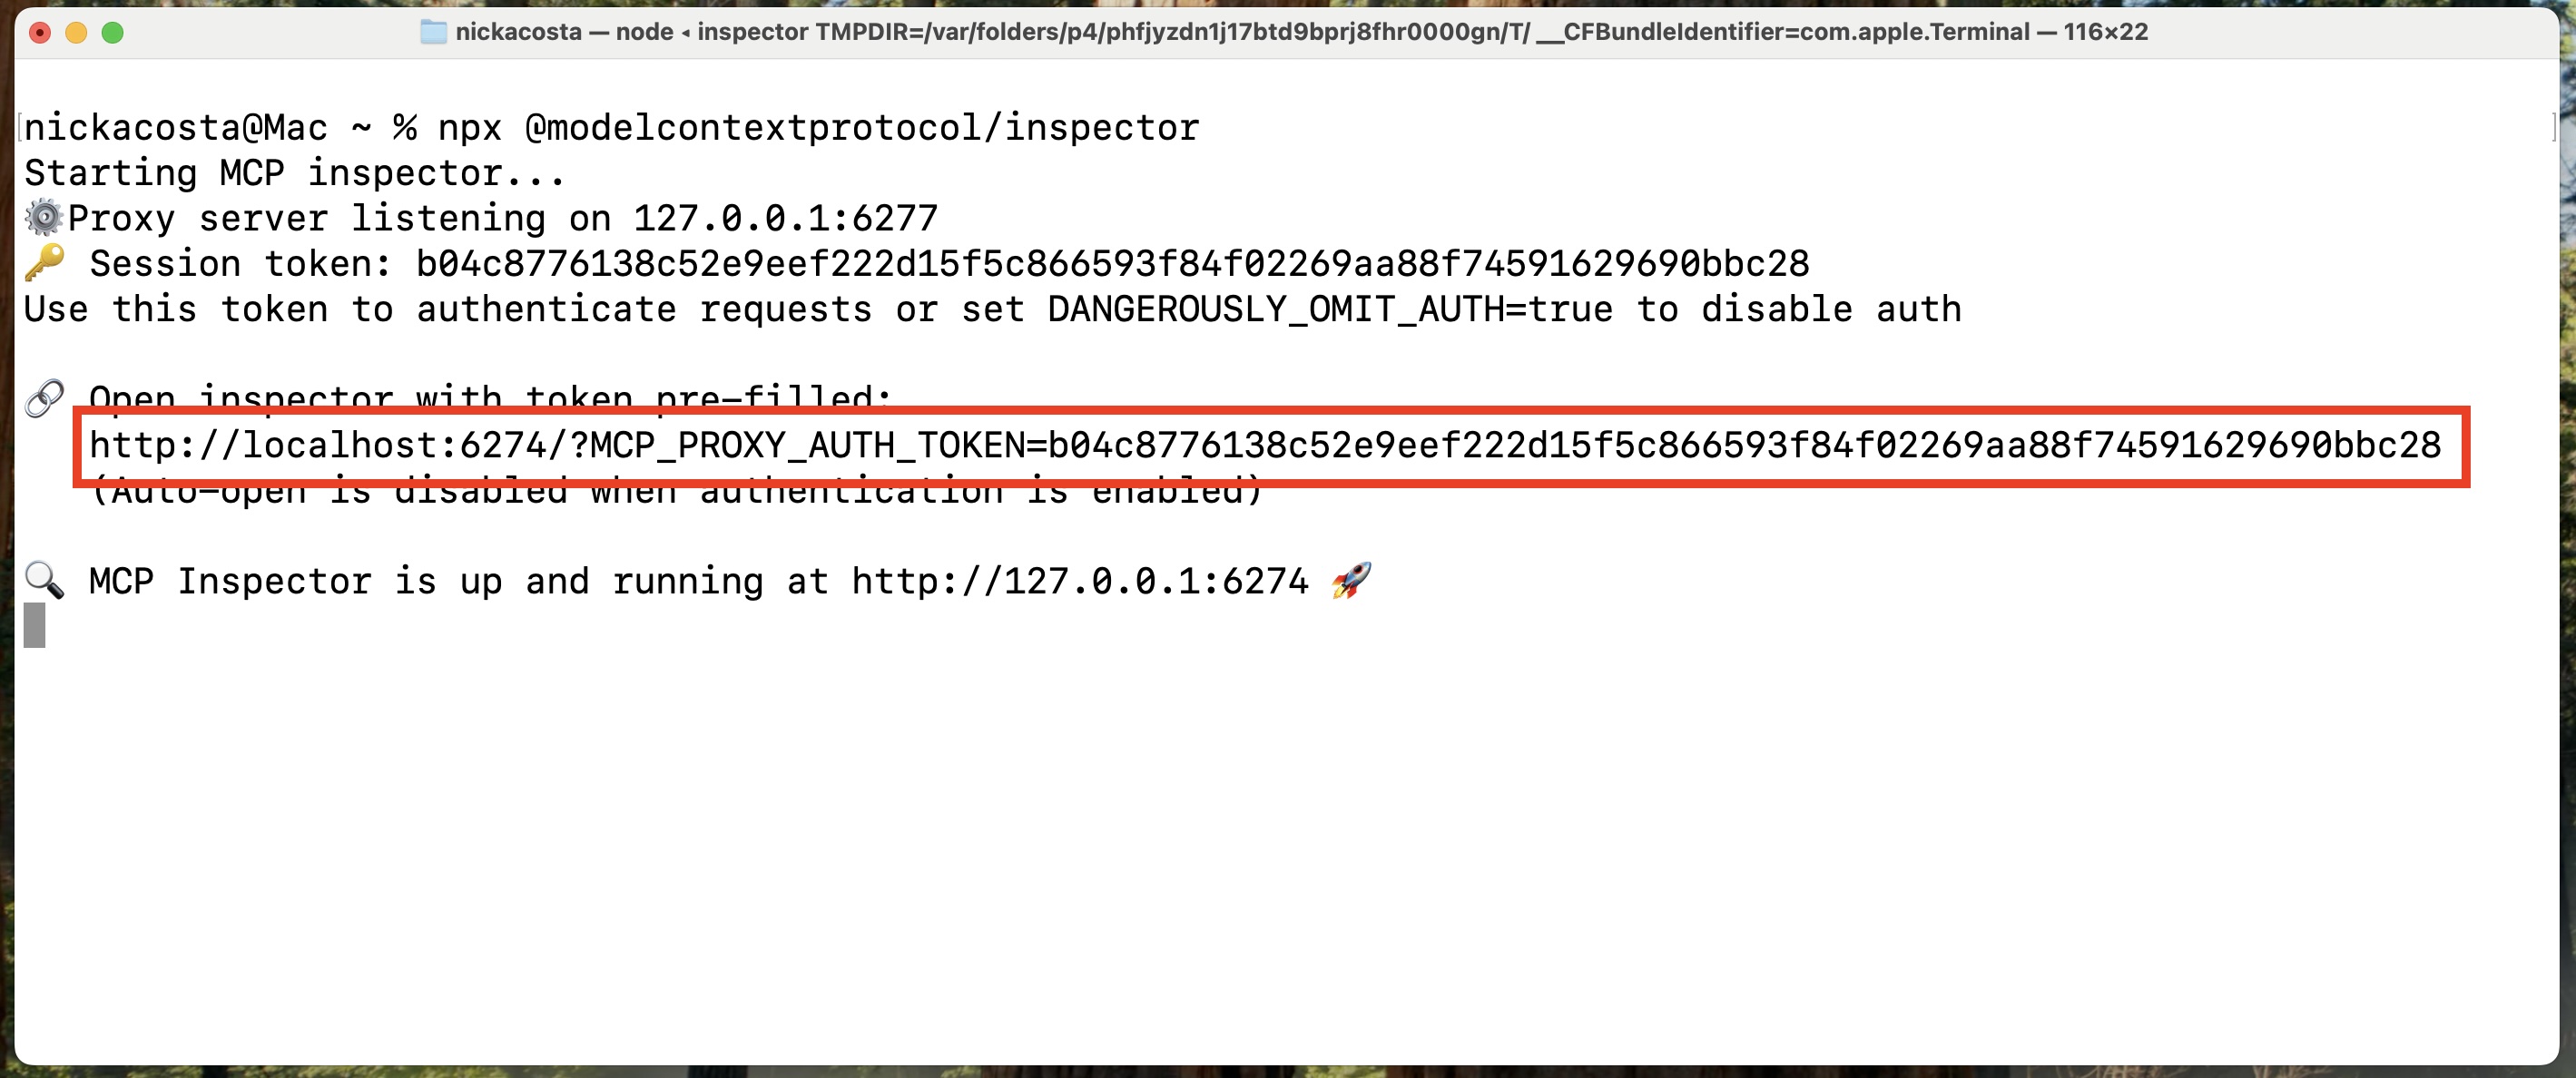 nickacosta — node ◂ inspector TMPDIR=/var/folders/p4/phfjyzdn1j17btd9bprj8fhr0000gn/T/ __CFBundleIdentifier=com.apple.Terminal — 116×22
[nickacosta@Mac ~ % npx @modelcontextprotocol/inspector ]
Starting MCP inspector...
⚙️Proxy server listening on 127.0.0.1:6277
🔑 Session token: b04c8776138c52e9eef222d15f5c866593f84f02269aa88f74591629690bbc28
Use this token to authenticate requests or set DANGEROUSLY_OMIT_AUTH=true to disable auth
🔗 Open inspector with token pre-filled:
http://localhost:6274/?MCP_PROXY_AUTH_TOKEN=b04c8776138c52e9eef222d15f5c866593f84f02269aa88f74591629690bbc28
(Auto-open is disabled when authentication is enabled)
🔍 MCP Inspector is up and running at http://127.0.0.1:6274 🚀